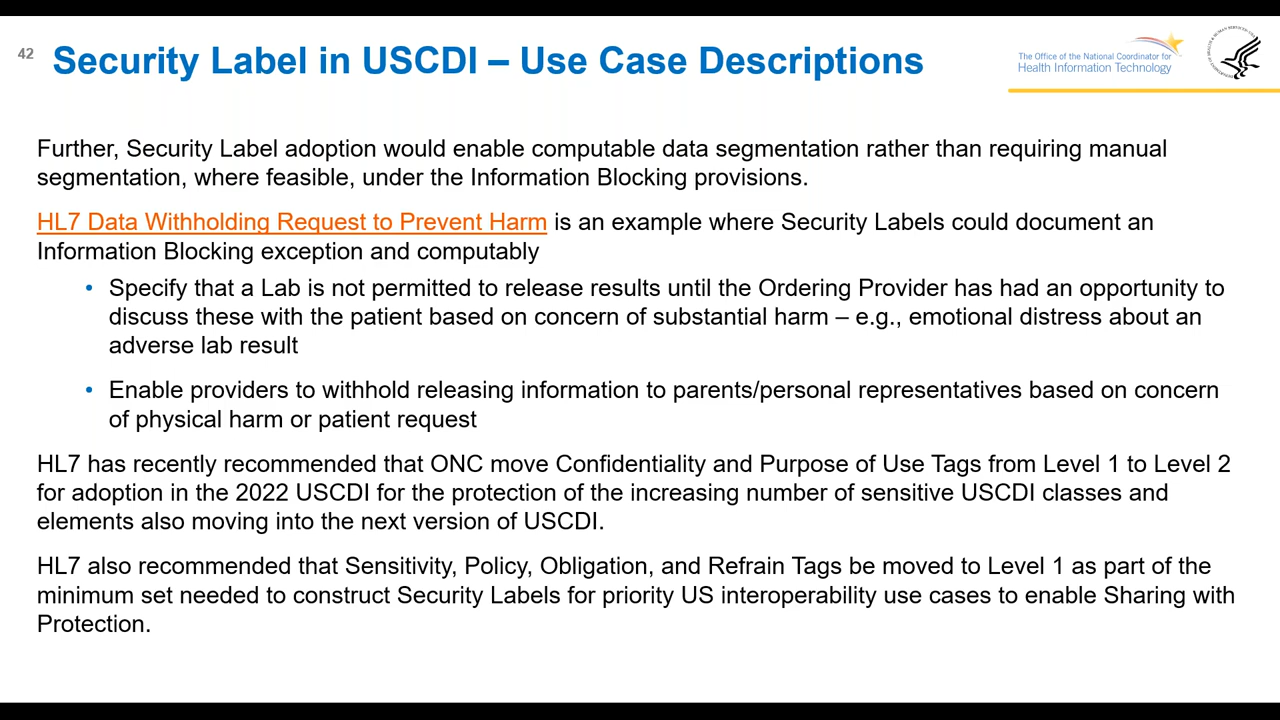 42
Security Label in USCDI – Use Case Descriptions
The Office of the National Coordinator for
Health Information Technology
Further, Security Label adoption would enable computable data segmentation rather than requiring manual
segmentation, where feasible, under the Information Blocking provisions.
HL7 Data Withholding Request to Prevent Harm is an example where Security Labels could document an
Information Blocking exception and computably
• Specify that a Lab is not permitted to release results until the Ordering Provider has had an opportunity to
discuss these with the patient based on concern of substantial harm – e.g., emotional distress about an
adverse lab result
• Enable providers to withhold releasing information to parents/personal representatives based on concern
of physical harm or patient request
HL7 has recently recommended that ONC move Confidentiality and Purpose of Use Tags from Level 1 to Level 2
for adoption in the 2022 USCDI for the protection of the increasing number of sensitive USCDI classes and
elements also moving into the next version of USCDI.
HL7 also recommended that Sensitivity, Policy, Obligation, and Refrain Tags be moved to Level 1 as part of the
minimum set needed to construct Security Labels for priority US interoperability use cases to enable Sharing with
Protection.